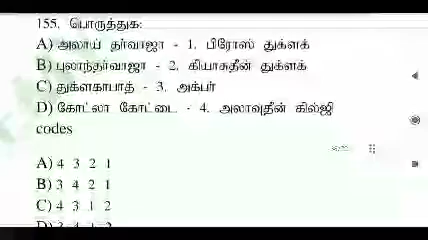 155. பொருத்துக:
A) அலாய் தர்வாஜா - 1. பிரோஸ் துக்ளக்
B) புலந்தர்வாஜா - 2. கியாசுதீன் துக்ளக்
C) துக்ளகாபாத் - 3. அக்பர்
D) கோட்லா கோட்டை - 4. அலாவுதீன் கில்ஜி
codes
A) 4 3 2 1
B) 3 4 2 1
C) 4 3 1 2